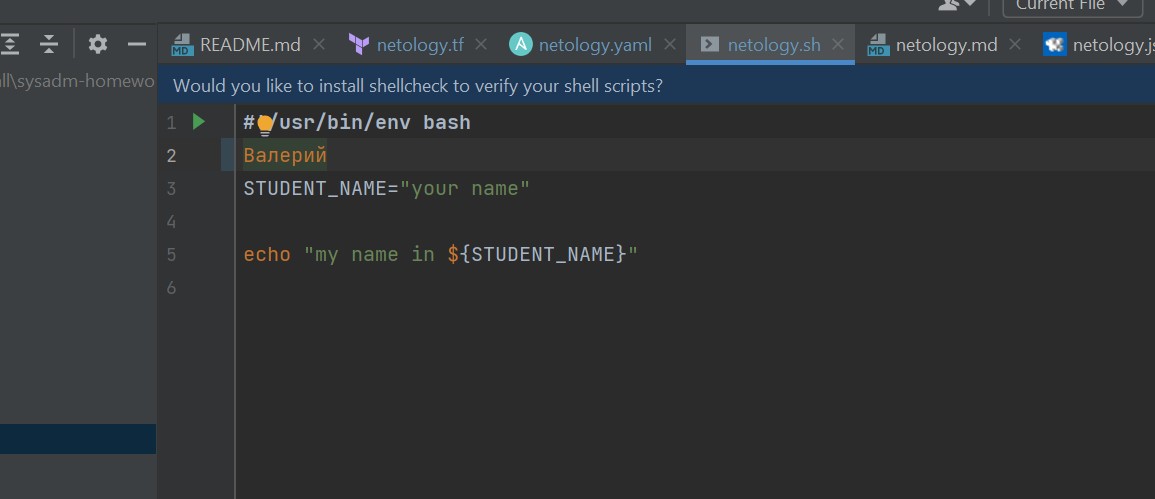 Current File
README.md netology.tf netology.yaml netology.sh netology.md netology.js
all\sysadm-homewo
Would you like to install shellcheck to verify your shell scripts?
1 #/usr/bin/env bash
2 Валерий
3 STUDENT_NAME="your name"
4
5 echo "my name in ${STUDENT_NAME}"
6